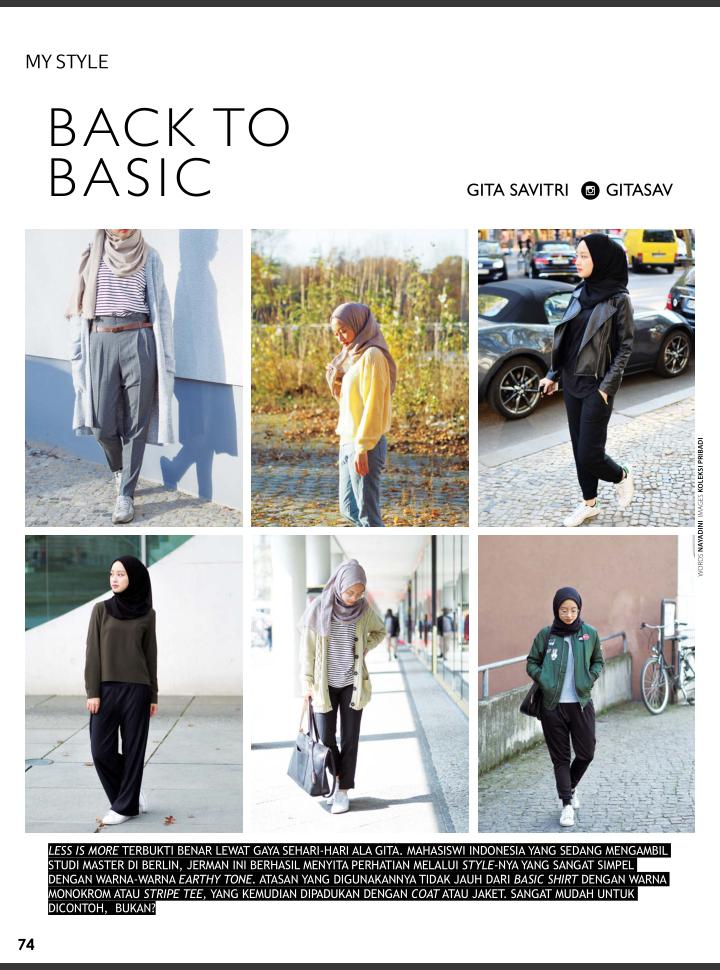 MY STYLE
BACK TO
BASIC
GITA SAVITRI GITASAV
WORDS NAYADINI IMAGES KOLEKSI PRIBADI
LESS IS MORE TERBUKTI BENAR LEWAT GAYA SEHARI-HARI ALA GITA. MAHASISWI INDONESIA YANG SEDANG MENGAMBIL
STUDI MASTER DI BERLIN, JERMAN INI BERHASIL MENYITA PERHATIAN MELALUI STYLE-NYA YANG SANGAT SIMPEL
DENGAN WARNA-WARNA EARTHY TONE. ATASAN YANG DIGUNAKANNYA TIDAK JAUH DARI BASIC SHIRT DENGAN WARNA
MONOKROM ATAU STRIPE TEE, YANG KEMUDIAN DIPADUKAN DENGAN COAT ATAU JAKET. SANGAT MUDAH UNTUK
DICONTOH, BUKAN?
74